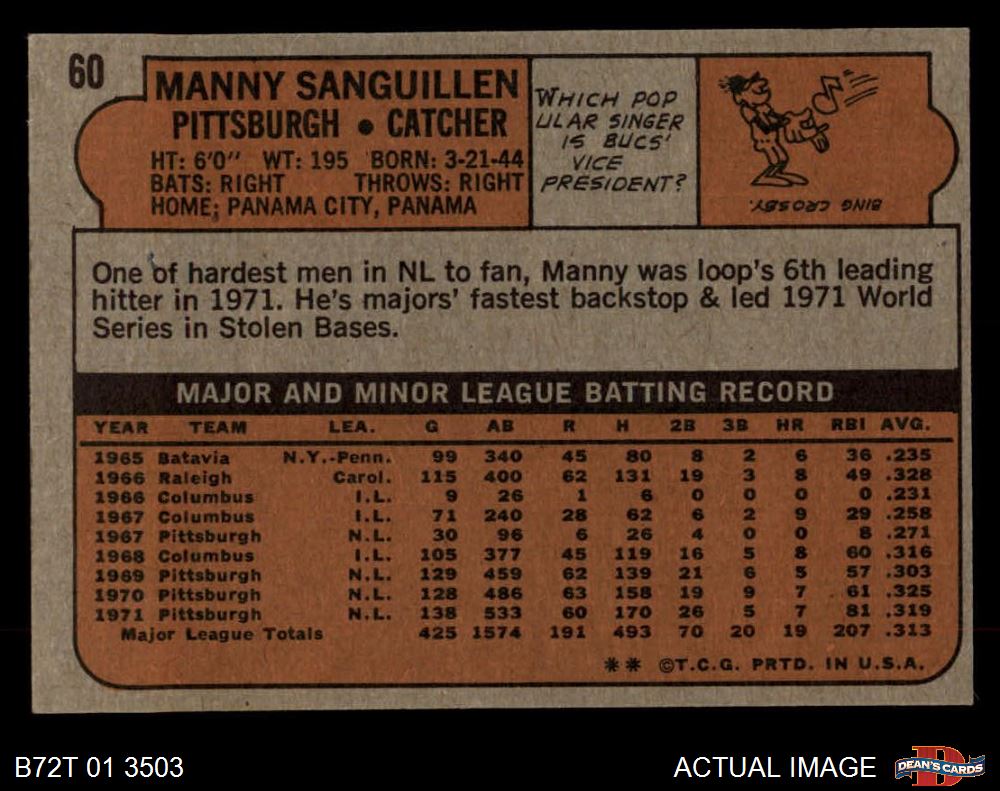 60
MANNY SANGUILLEN
PITTSBURGH • CATCHER
HT: 6'0" WT: 195 BORN: 3-21-44
BATS: RIGHT THROWS: RIGHT
HOME: PANAMA CITY, PANAMA
WHICH POP
ULAR SINGER
IS BUCS'
VICE
PRESIDENT?
BING CROSBY.
One of hardest men in NL to fan, Manny was loop's 6th leading
hitter in 1971. He's majors' fastest backstop & led 1971 World
Series in Stolen Bases.
MAJOR AND MINOR LEAGUE BATTING RECORD
YEAR TEAM LEA. G AB R H 2B 3B HR RBI AVG.
1965 Batavia N.Y.-Penn. 99 340 45 80 8 2 6 36 .235
1966 Raleigh Carol. 115 400 62 131 19 3 8 49 .328
1966 Columbus I.L. 9 26 1 6 0 0 0 0 .231
1967 Columbus I.L. 71 240 28 62 6 2 9 29 .258
1967 Pittsburgh N.L. 30 96 6 26 4 0 0 8 .271
1968 Columbus I.L. 105 377 45 119 16 5 8 60 .316
1969 Pittsburgh N.L. 129 459 62 139 21 6 5 57 .303
1970 Pittsburgh N.L. 128 486 63 158 19 9 7 61 .325
1971 Pittsburgh N.L. 138 533 60 170 26 5 7 81 .319
Major League Totals 425 1574 191 493 70 20 19 207 .313
** ©T.C.G. PRTD. IN U.S.A.
B72T 01 3503
ACTUAL IMAGE
DEAN'S CARDS